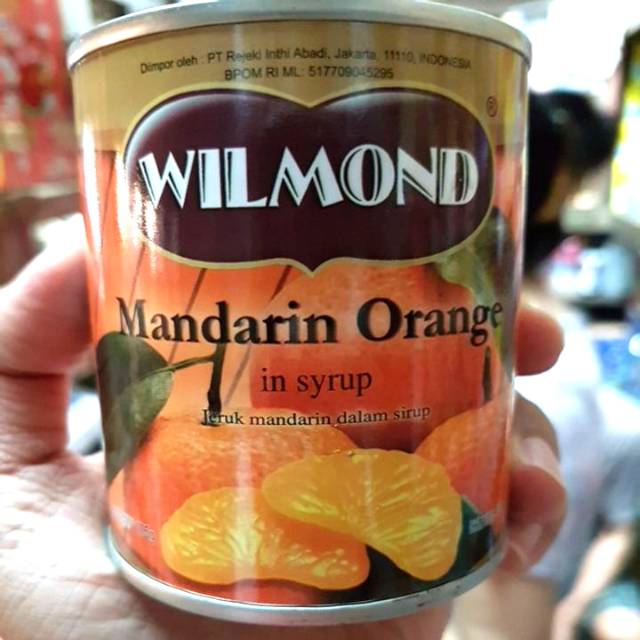 Diimpor oleh : PT Rejeki Inthi Abadi, Jakarta, 11110, INDONESIA
BPOM RI ML: 517709045295
®
WILMOND
Mandarin Orange
in syrup
Jeruk mandarin dalam sirup